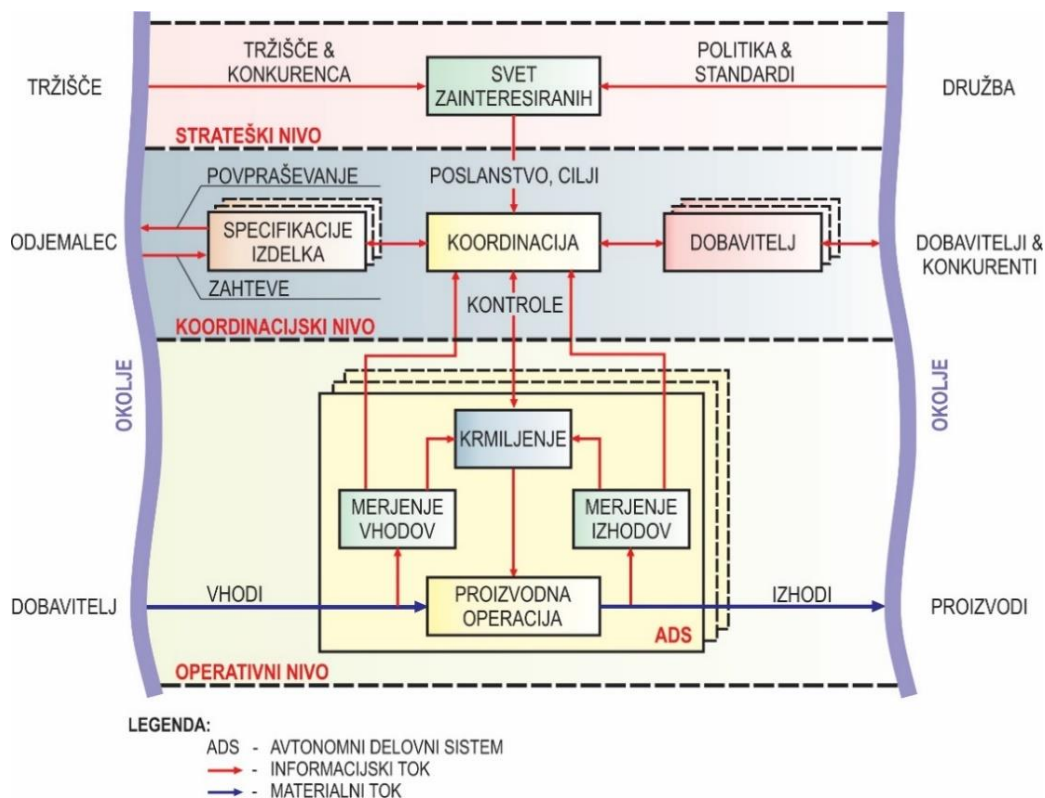 TRŽIŠČE &
KONKURENCA
POLITIKA &
STANDARDI
SVET
ZAINTERESIRANIH
TRŽIŠČE
DRUŽBA
STRATEŠKI NIVO
POVPRAŠEVANJE
POSLANSTVO, CILJI
ODJEMALEC
SPECIFIKACIJE
IZDELKA
KOORDINACIJA
DOBAVITELJ
DOBAVITELJI &
KONKURENTI
ZAHTEVE
KONTROLE
KOORDINACIJSKI NIVO
OKOLJE
OKOLJE
KRMILJENJE
MERJENJE
VHODOV
MERJENJE
IZHODOV
DOBAVITELJ
VHODI
PROIZVODNA
OPERACIJA
IZHODI
PROIZVODI
ADS
OPERATIVNI NIVO
LEGENDA:
ADS - AVTONOMNI DELOVNI SISTEM
- INFORMACIJSKI TOK
- MATERIALNI TOK